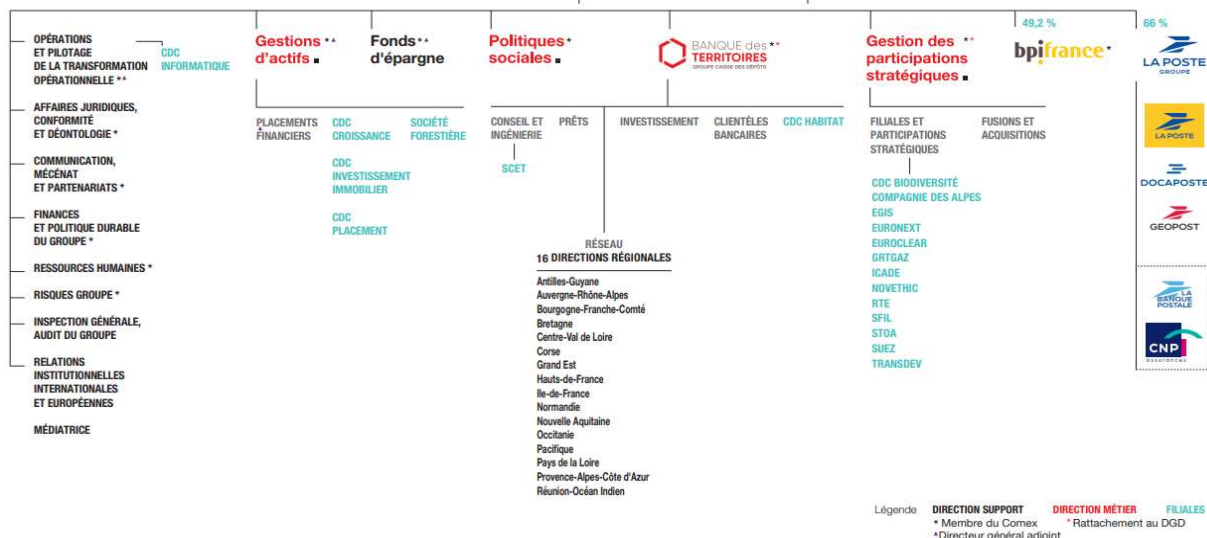 OPÉRATIONS
ET PILOTAGE
DE LA TRANSFORMATION
OPÉRATIONNELLE *▲
CDC
INFORMATIQUE
AFFAIRES JURIDIQUES,
CONFORMITÉ
ET DÉONTOLOGIE *
COMMUNICATION,
MÉCÉNAT
ET PARTENARIATS *
FINANCES
ET POLITIQUE DURABLE
DU GROUPE *
RESSOURCES HUMAINES *
RISQUES GROUPE *
INSPECTION GÉNÉRALE,
AUDIT DU GROUPE
RELATIONS
INSTITUTIONNELLES
INTERNATIONALES
ET EUROPÉENNES
MÉDIATRICE
Gestions *▲
d'actifs ■
PLACEMENTS
FINANCIERS
CDC
CROISSANCE
CDC
INVESTISSEMENT
IMMOBILIER
CDC
PLACEMENT
SOCIÉTÉ
FORESTIÈRE
Fonds *▲
d'épargne
Politiques *
sociales ■
BANQUE des **
TERRITOIRES
GROUPE CAISSE DES DÉPÔTS
CONSEIL ET
INGÉNIERIE
SCET
PRÊTS
INVESTISSEMENT
CLIENTÈLES
BANCAIRES
CDC HABITAT
RÉSEAU
16 DIRECTIONS RÉGIONALES
Antilles-Guyane
Auvergne-Rhône-Alpes
Bourgogne-Franche-Comté
Bretagne
Centre-Val de Loire
Corse
Grand Est
Hauts-de-France
Ile-de-France
Normandie
Nouvelle Aquitaine
Occitanie
Pacifique
Pays de la Loire
Provence-Alpes-Côte d'Azur
Réunion-Océan Indien
Gestion des **
participations
stratégiques ■
FILIALES ET
PARTICIPATIONS
STRATÉGIQUES
CDC BIODIVERSITÉ
COMPAGNIE DES ALPES
EGIS
EURONEXT
EUROCLEAR
GRTGAZ
ICADE
NOVETHIC
RTE
SFIL
STOA
SUEZ
TRANSDEV
FUSIONS ET
ACQUISITIONS
49,2 %
bpifrance *
66 %
LA POSTE
GROUPE
LA POSTE
DOCAPOSTE
GEOPOST
LA
BANQUE
POSTALE
CNP
assurances
Légende DIRECTION SUPPORT DIRECTION MÉTIER FILIALES
* Membre du Comex * Rattachement au DGD
▲Directeur général adjoint